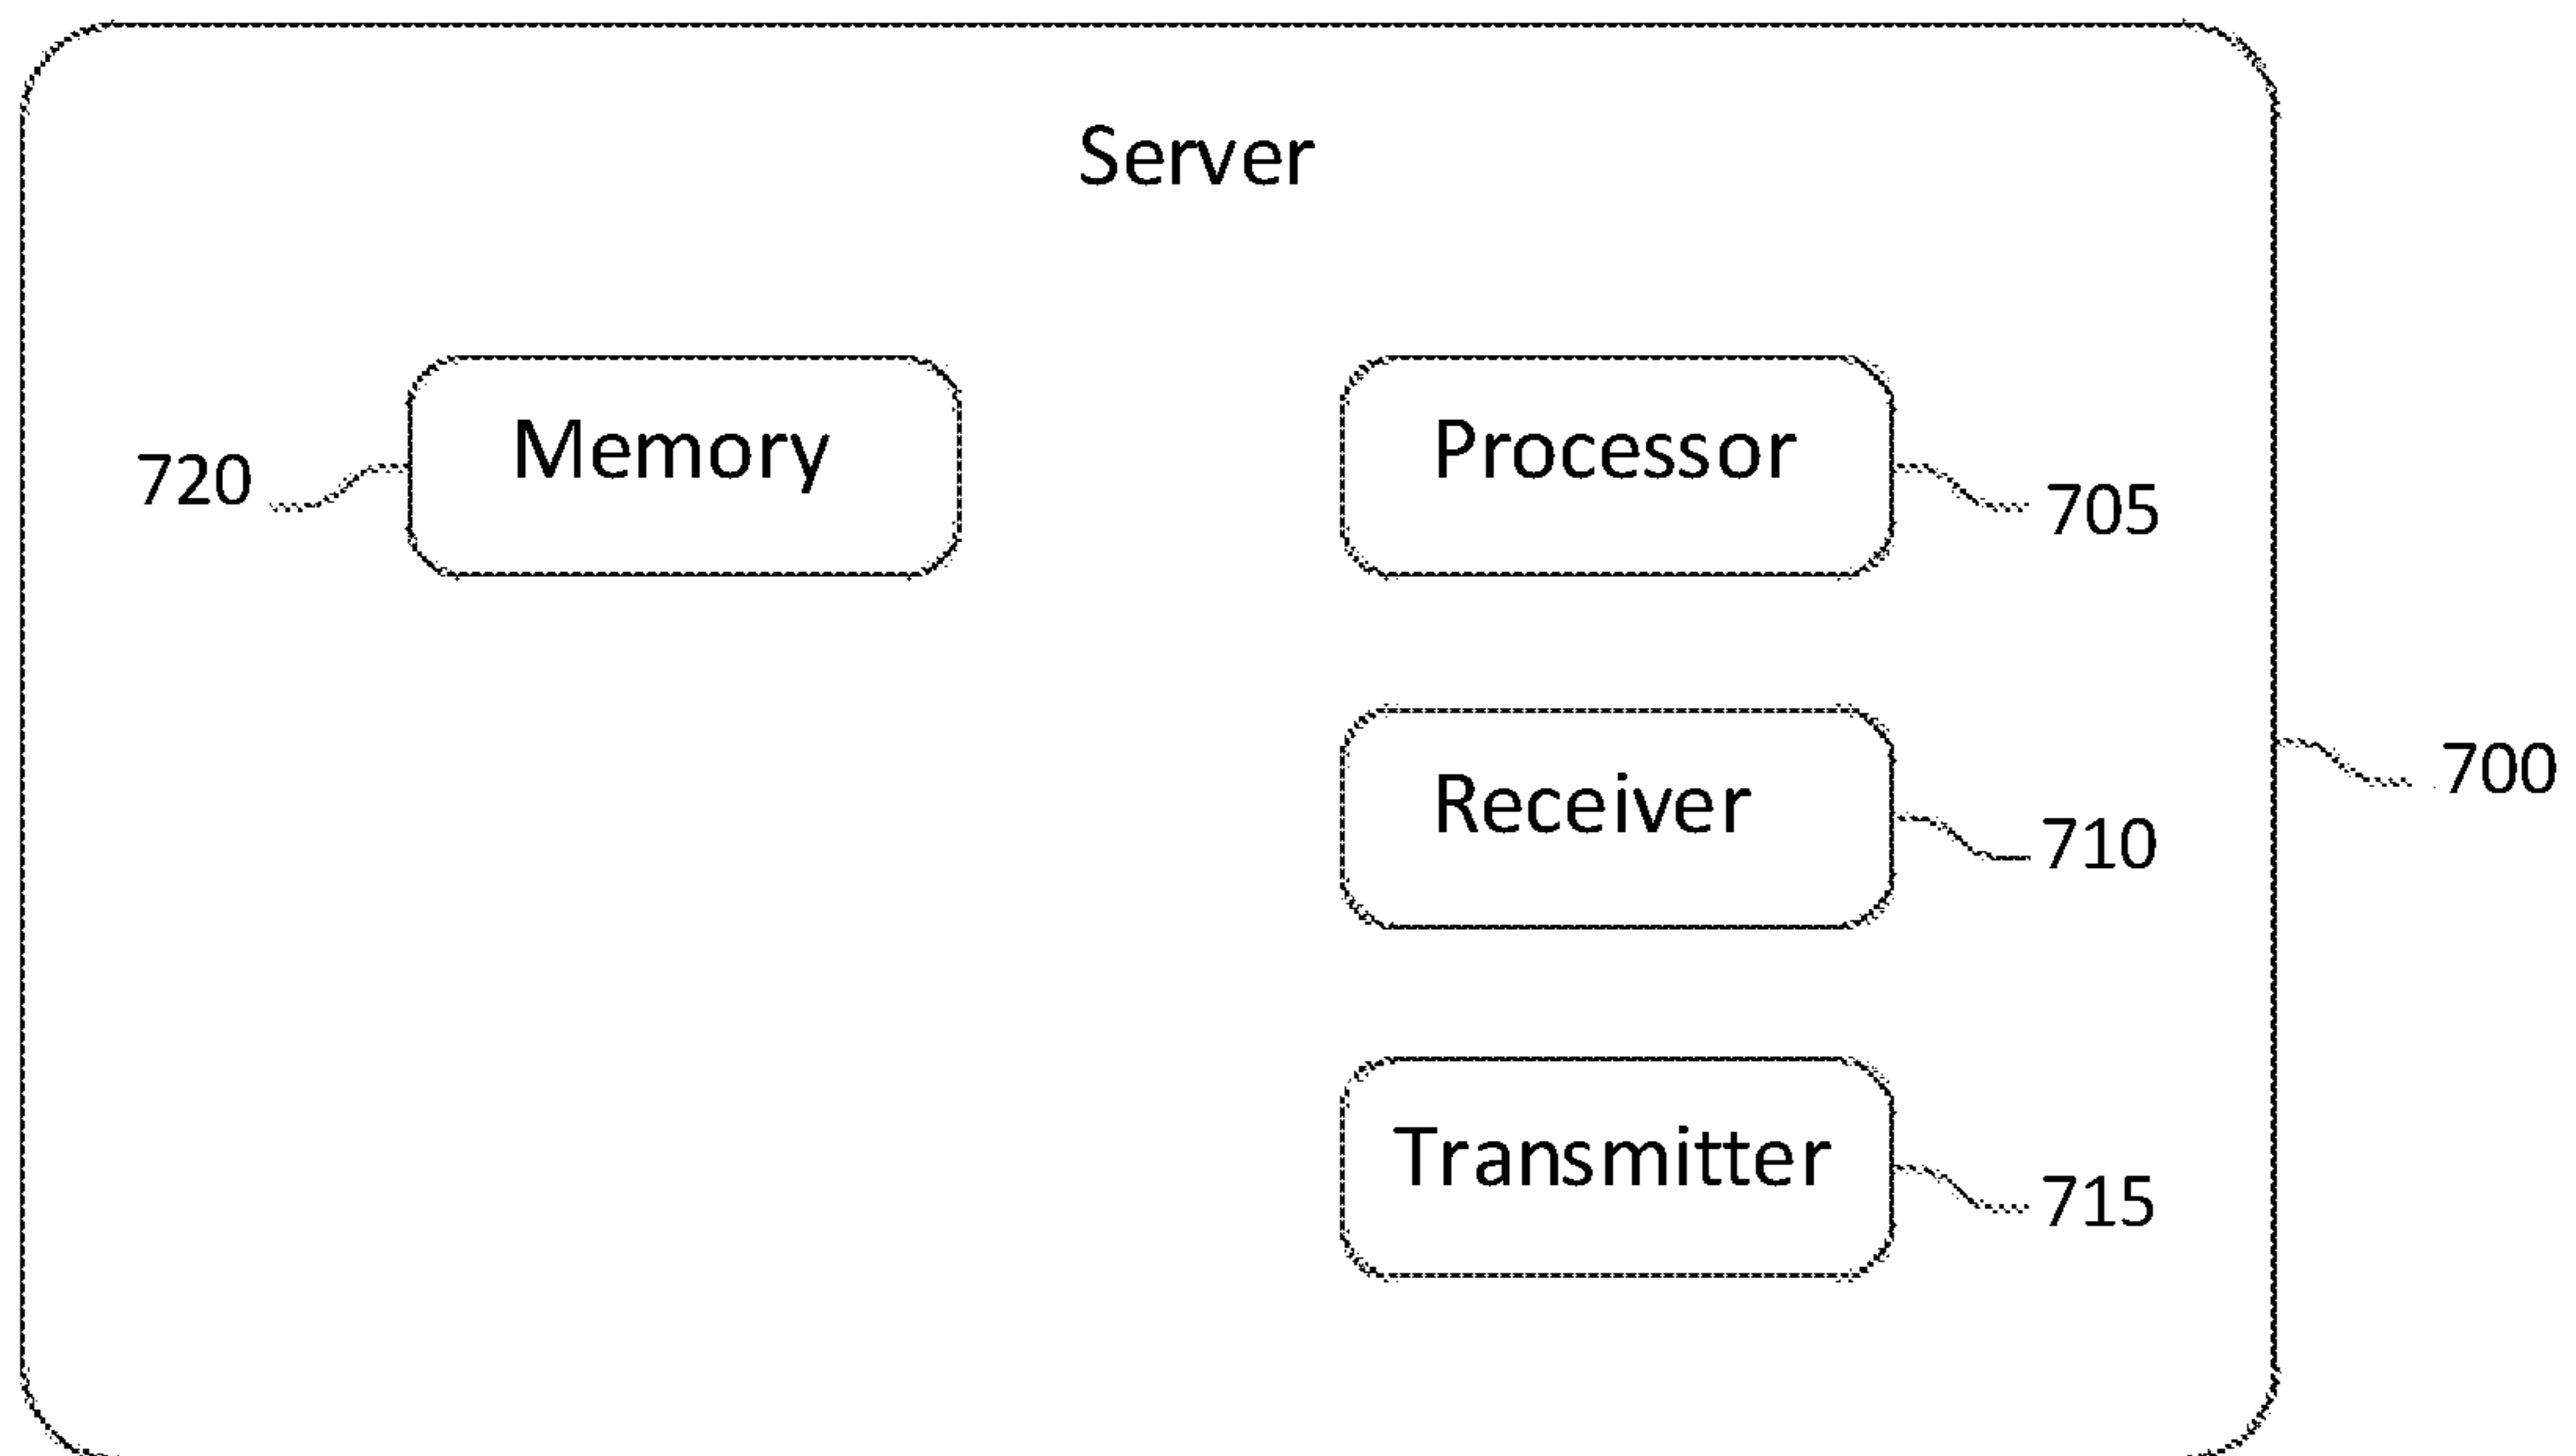 Server
Memory
Processor
720
705
Receiver
700
710
Transmitter
715